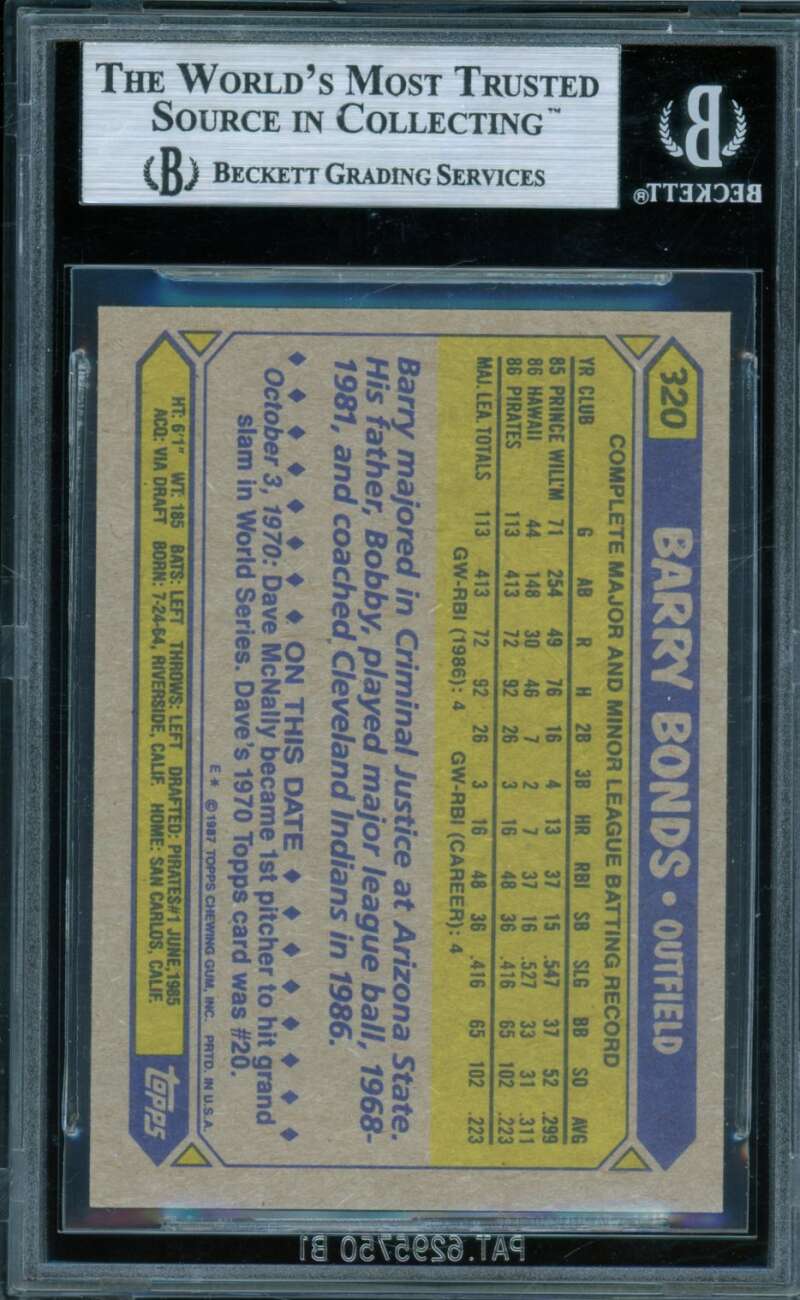 THE WORLD'S MOST TRUSTED
SOURCE IN COLLECTING™
B BECKETT GRADING SERVICES
B
BECKETT®
320 BARRY BONDS • OUTFIELD
COMPLETE MAJOR AND MINOR LEAGUE BATTING RECORD
YR CLUB G AB R H 2B 3B HR RBI SB SLG BB SO AVG
85 PRINCE WILL'M 71 254 49 76 16 4 13 37 15 .547 37 52 .299
86 HAWAII 44 148 30 46 7 2 7 37 16 .527 33 31 .311
86 PIRATES 113 413 72 92 26 3 16 48 36 .416 65 102 .223
MAJ. LEA. TOTALS 113 413 72 92 26 3 16 48 36 .416 65 102 .223
GW-RBI (1986): 4 GW-RBI (CAREER): 4
Barry majored in Criminal Justice at Arizona State.
His father, Bobby, played major league ball, 1968-
1981, and coached Cleveland Indians in 1986.
◆ ◆ ◆ ◆ ◆ ◆ ◆ ON THIS DATE ◆ ◆ ◆ ◆ ◆ ◆ ◆ ◆
October 3, 1970: Dave McNally became 1st pitcher to hit grand
slam in World Series. Dave's 1970 Topps card was #20.
E* ©1987 TOPPS CHEWING GUM, INC. PRTD. IN U.S.A.
HT: 6'1" WT: 185 BATS: LEFT THROWS: LEFT DRAFTED: PIRATES#1 JUNE, 1985
ACQ: VIA DRAFT BORN: 7-24-64, RIVERSIDE, CALIF. HOME: SAN CARLOS, CALIF.
topps
PAT.6295750 B1